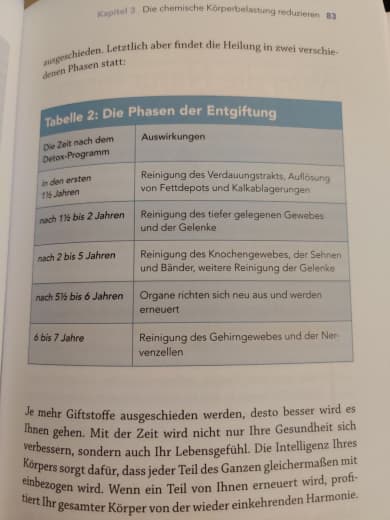 Kapitel 3 Die chemische Körperbelastung reduzieren 83
ausgeschieden. Letztlich aber findet die Heilung in zwei verschie-
denen Phasen statt:
Tabelle 2: Die Phasen der Entgiftung
Die Zeit nach dem Auswirkungen
Detox-Programm
in den ersten Reinigung des Verdauungstrakts, Auflösung
1½ Jahren von Fettdepots und Kalkablagerungen
nach 1½ bis 2 Jahren Reinigung des tiefer gelegenen Gewebes
und der Gelenke
nach 2 bis 5 Jahren Reinigung des Knochengewebes, der Sehnen
und Bänder, weitere Reinigung der Gelenke
nach 5½ bis 6 Jahren Organe richten sich neu aus und werden
erneuert
6 bis 7 Jahre Reinigung des Gehirngewebes und der Ner-
venzellen
Je mehr Giftstoffe ausgeschieden werden, desto besser wird es
Ihnen gehen. Mit der Zeit wird nicht nur Ihre Gesundheit sich
verbessern, sondern auch Ihr Lebensgefühl. Die Intelligenz Ihres
Körpers sorgt dafür, dass jeder Teil des Ganzen gleichermaßen mit
einbezogen wird. Wenn ein Teil von Ihnen erneuert wird, profi-
tiert Ihr gesamter Körper von der wieder einkehrenden Harmonie.